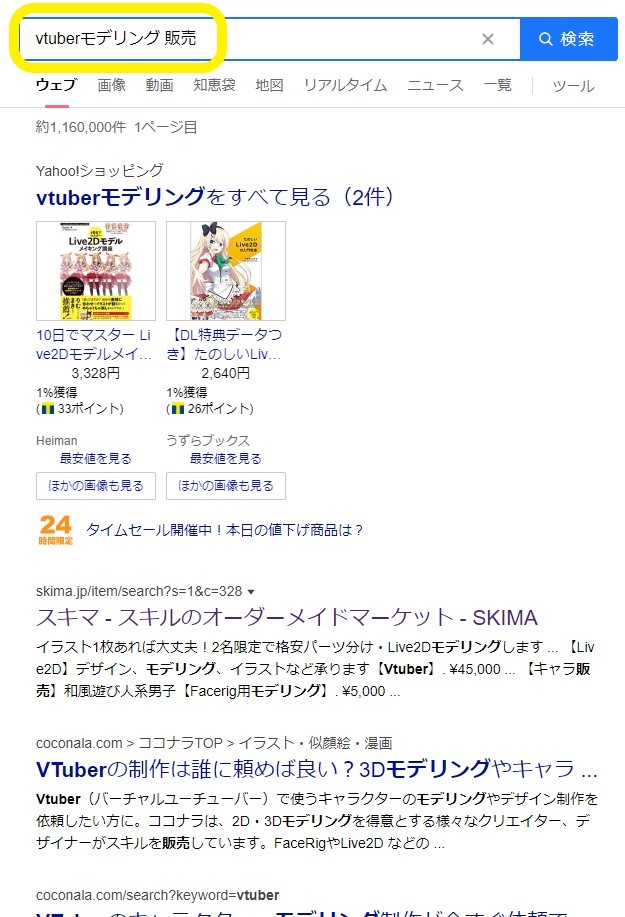 vtuberモデリング 販売
検索
ウェブ 画像 動画 知恵袋 地図 リアルタイム ニュース 一覧 ツール
約1,160,000件 1ページ目
Yahoo!ショッピング
vtuberモデリングをすべて見る（2件）
Live2Dモデル
メイキング講座
たのしい
Live2D
10日でマスター Li
ve2Dモデルメイ...
3,328円
1%獲得
(33ポイント)
Heiman
最安値を見る
ほかの画像も見る
【DL特典データつ
き】たのしいLiv...
2,640円
1%獲得
(26ポイント)
うずらブックス
最安値を見る
ほかの画像も見る
24
時間限定
タイムセール開催中！本日の値下げ商品は？
skima.jp/item/search?s=1&c=328
スキマ - スキルのオーダーメイドマーケット - SKIMA
イラスト1枚あれば大丈夫！2名限定で格安パーツ分け・Live2Dモデリングします ... 【Liv
e2D】デザイン、モデリング、イラストなど承ります【Vtuber】. ¥45,000 ... 【キャラ販
売】和風遊び人系男子【Facerig用モデリング】. ¥5,000 ...
coconala.com > ココナラTOP > イラスト・似顔絵・漫画
VTuberの制作は誰に頼めば良い？3Dモデリングやキャラ ...
Vtuber（バーチャルユーチューバー）で使うキャラクターのモデリングやデザイン制作を
依頼したい方に。ココナラは、2D・3Dモデリングを得意とする様々なクリエイター、デ
ザイナーがスキルを販売しています。FaceRigやLive2D などの ...
coconala.com/search?keyword=vtuber